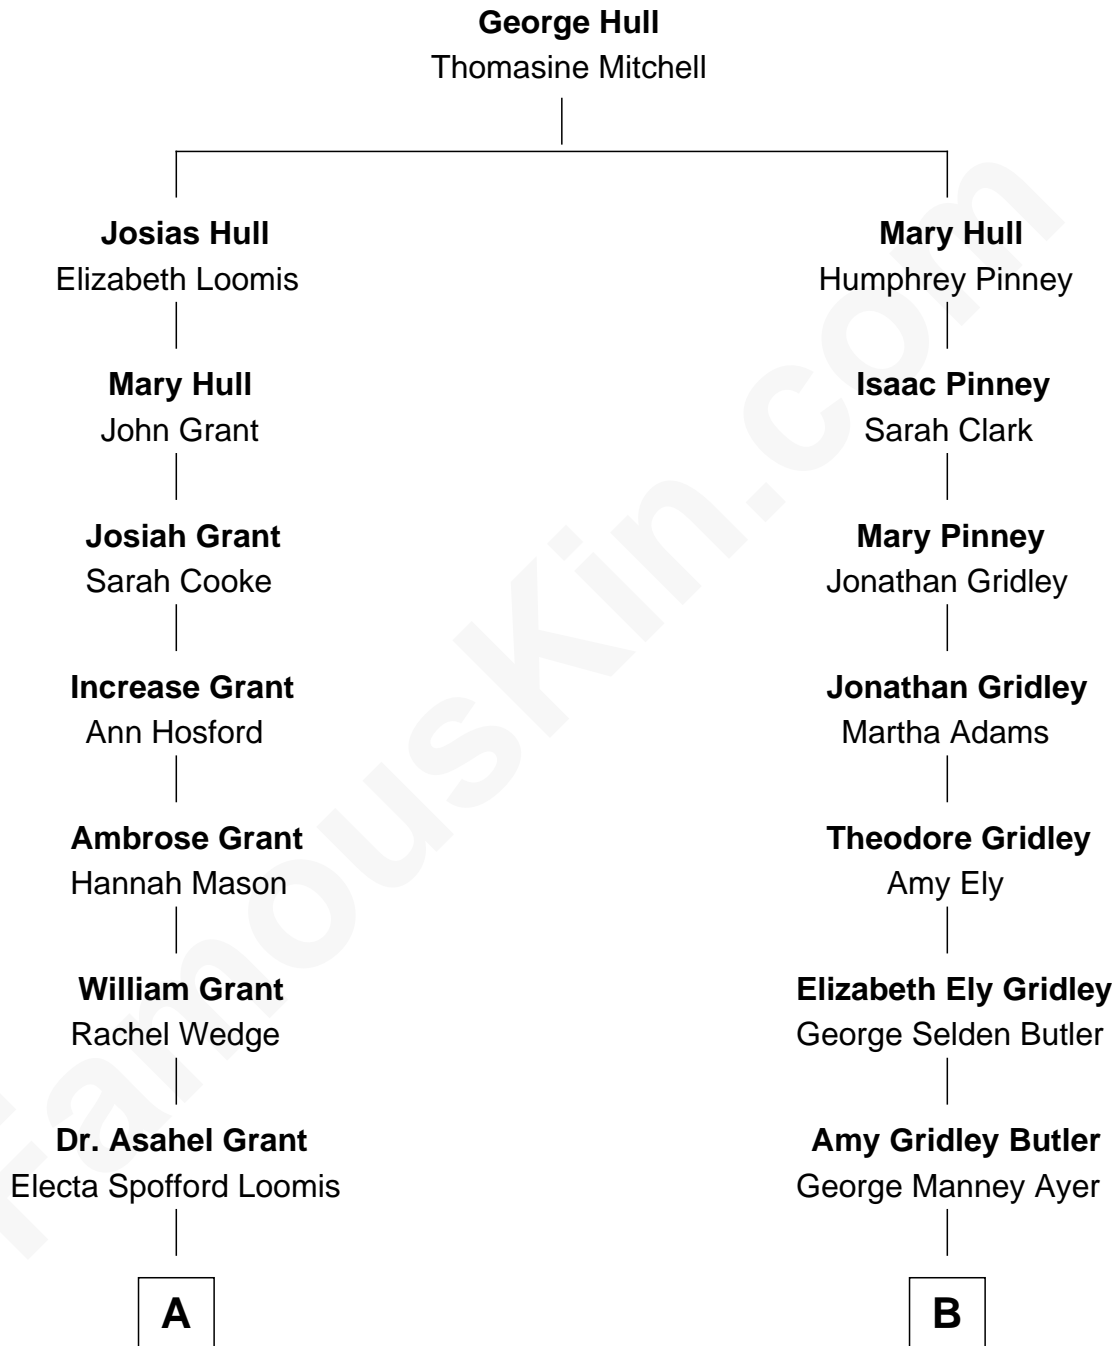 George Hull
Thomasine Mitchell
Josias Hull
Elizabeth Loomis
Mary Hull
Humphrey Pinney
Mary Hull
John Grant
Isaac Pinney
Sarah Clark
Josiah Grant
Sarah Cooke
Mary Pinney
Jonathan Gridley
Increase Grant
Ann Hosford
Jonathan Gridley
Martha Adams
Ambrose Grant
Hannah Mason
Theodore Gridley
Amy Ely
William Grant
Rachel Wedge
Elizabeth Ely Gridley
George Selden Butler
Dr. Asahel Grant
Electa Spofford Loomis
Amy Gridley Butler
George Manney Ayer
A
B
FamousKin.com